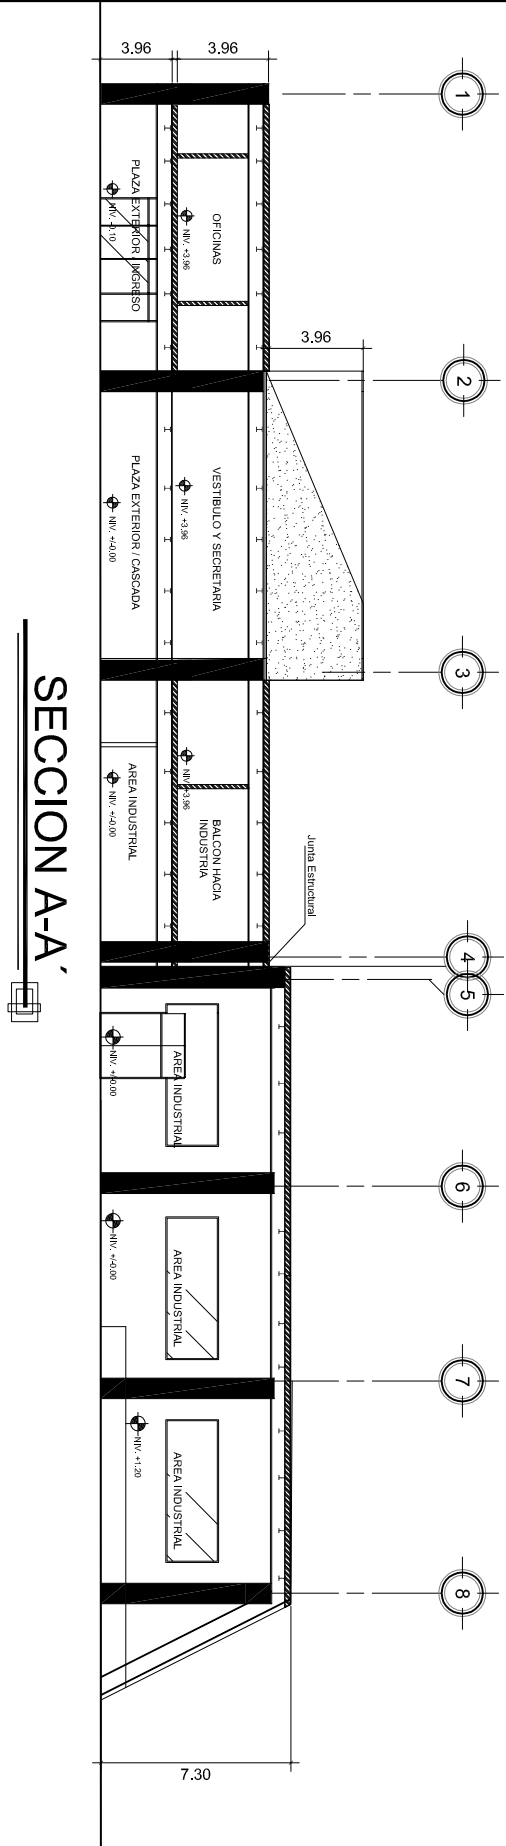 1
2
3
4
5
6
7
8
3.96
3.96
3.96
OFICINAS
NIV. +3.96
PLAZA EXTERIOR / INGRESO
NIV. -0.10
VESTIBULO Y SECRETARIA
NIV. +3.96
PLAZA EXTERIOR / CASCADA
NIV. +/-0.00
NIV. +3.96
BALCON HACIA
INDUSTRIA
AREA INDUSTRIAL
NIV. +/-0.00
Junta Estructural
AREA INDUSTRIAL
NIV. +/-0.00
AREA INDUSTRIAL
NIV. +/-0.00
AREA INDUSTRIAL
NIV. +1.20
7.30
SECCION A-A´